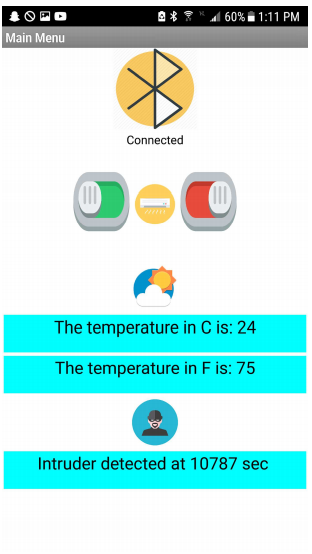 60% 1:11 PM
Main Menu
Connected
The temperature in C is: 24
The temperature in F is: 75
Intruder detected at 10787 sec